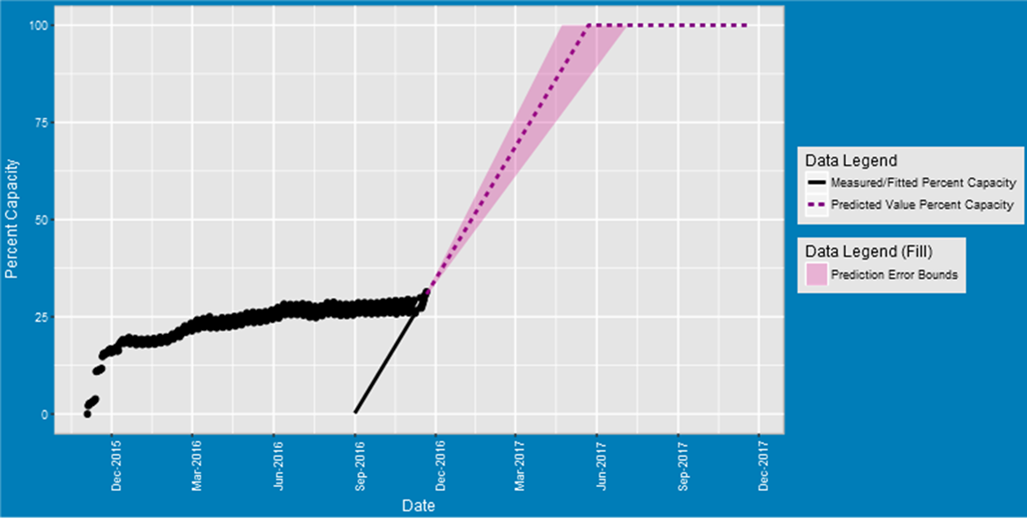 100
75
50
25
0
Percent Capacity
Dec-2015
Mar-2016
Jun-2016
Sep-2016
Dec-2016
Mar-2017
Jun-2017
Sep-2017
Dec-2017
Date
Data Legend
Measured/Fitted Percent Capacity
Predicted Value Percent Capacity
Data Legend (Fill)
Prediction Error Bounds